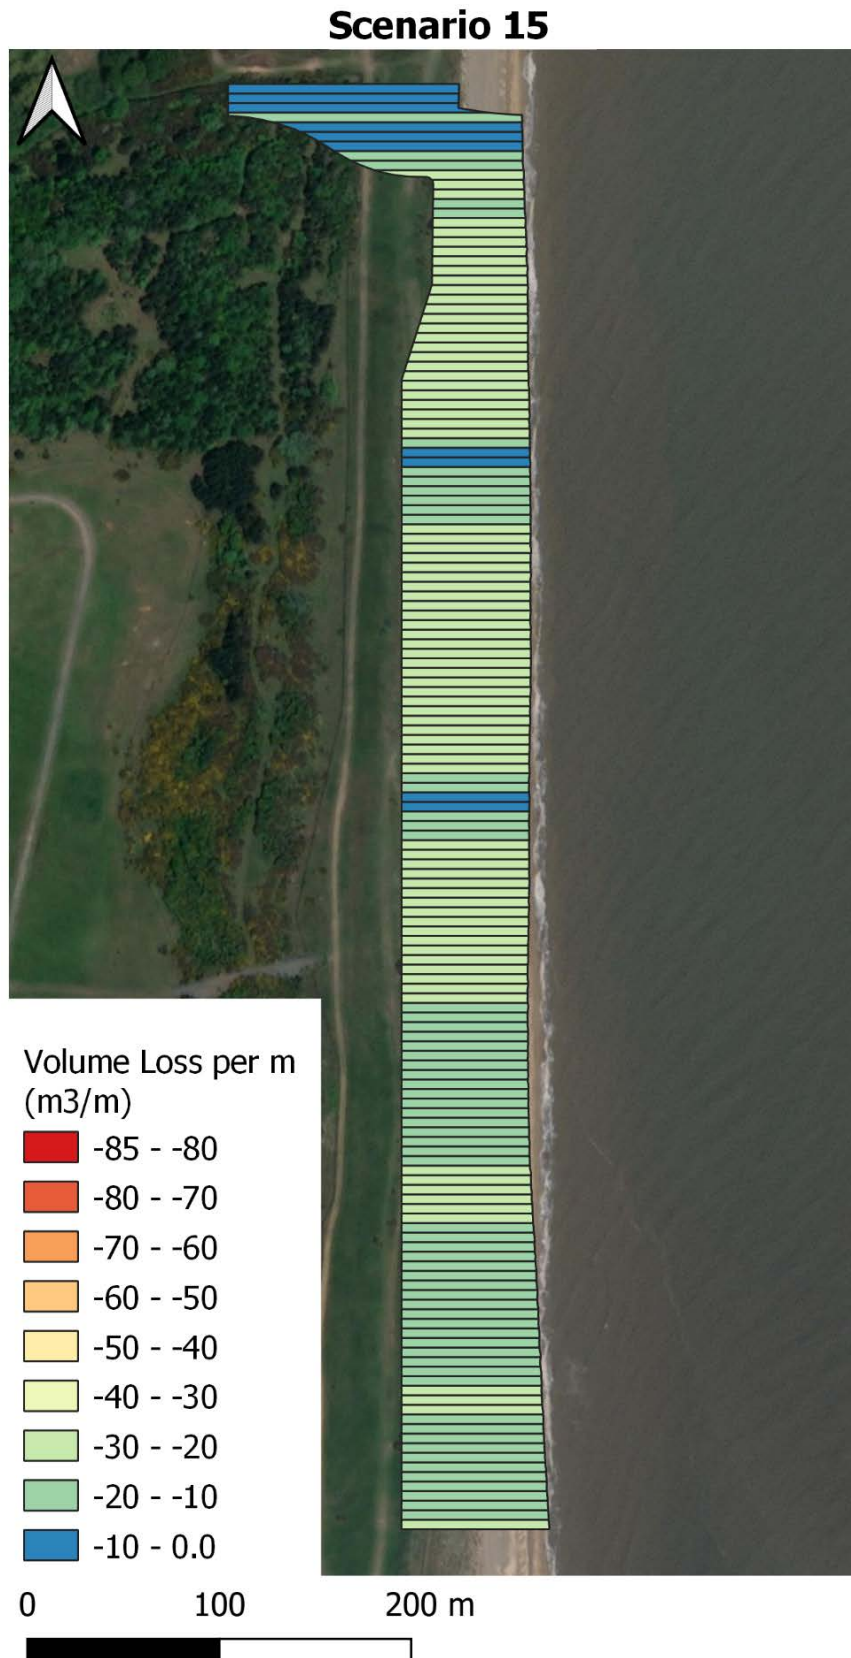 Scenario 15
Volume Loss per m
(m3/m)
-85 - -80
-80 - -70
-70 - -60
-60 - -50
-50 - -40
-40 - -30
-30 - -20
-20 - -10
-10 - 0.0
0 100 200 m